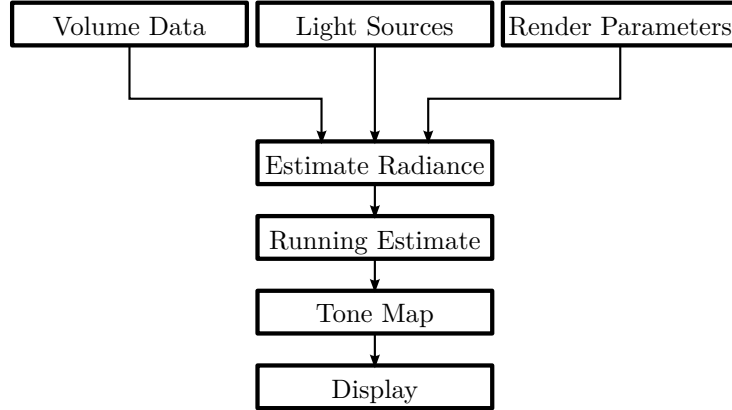 Volume Data
Light Sources
Render Parameters
Estimate Radiance
Running Estimate
Tone Map
Display